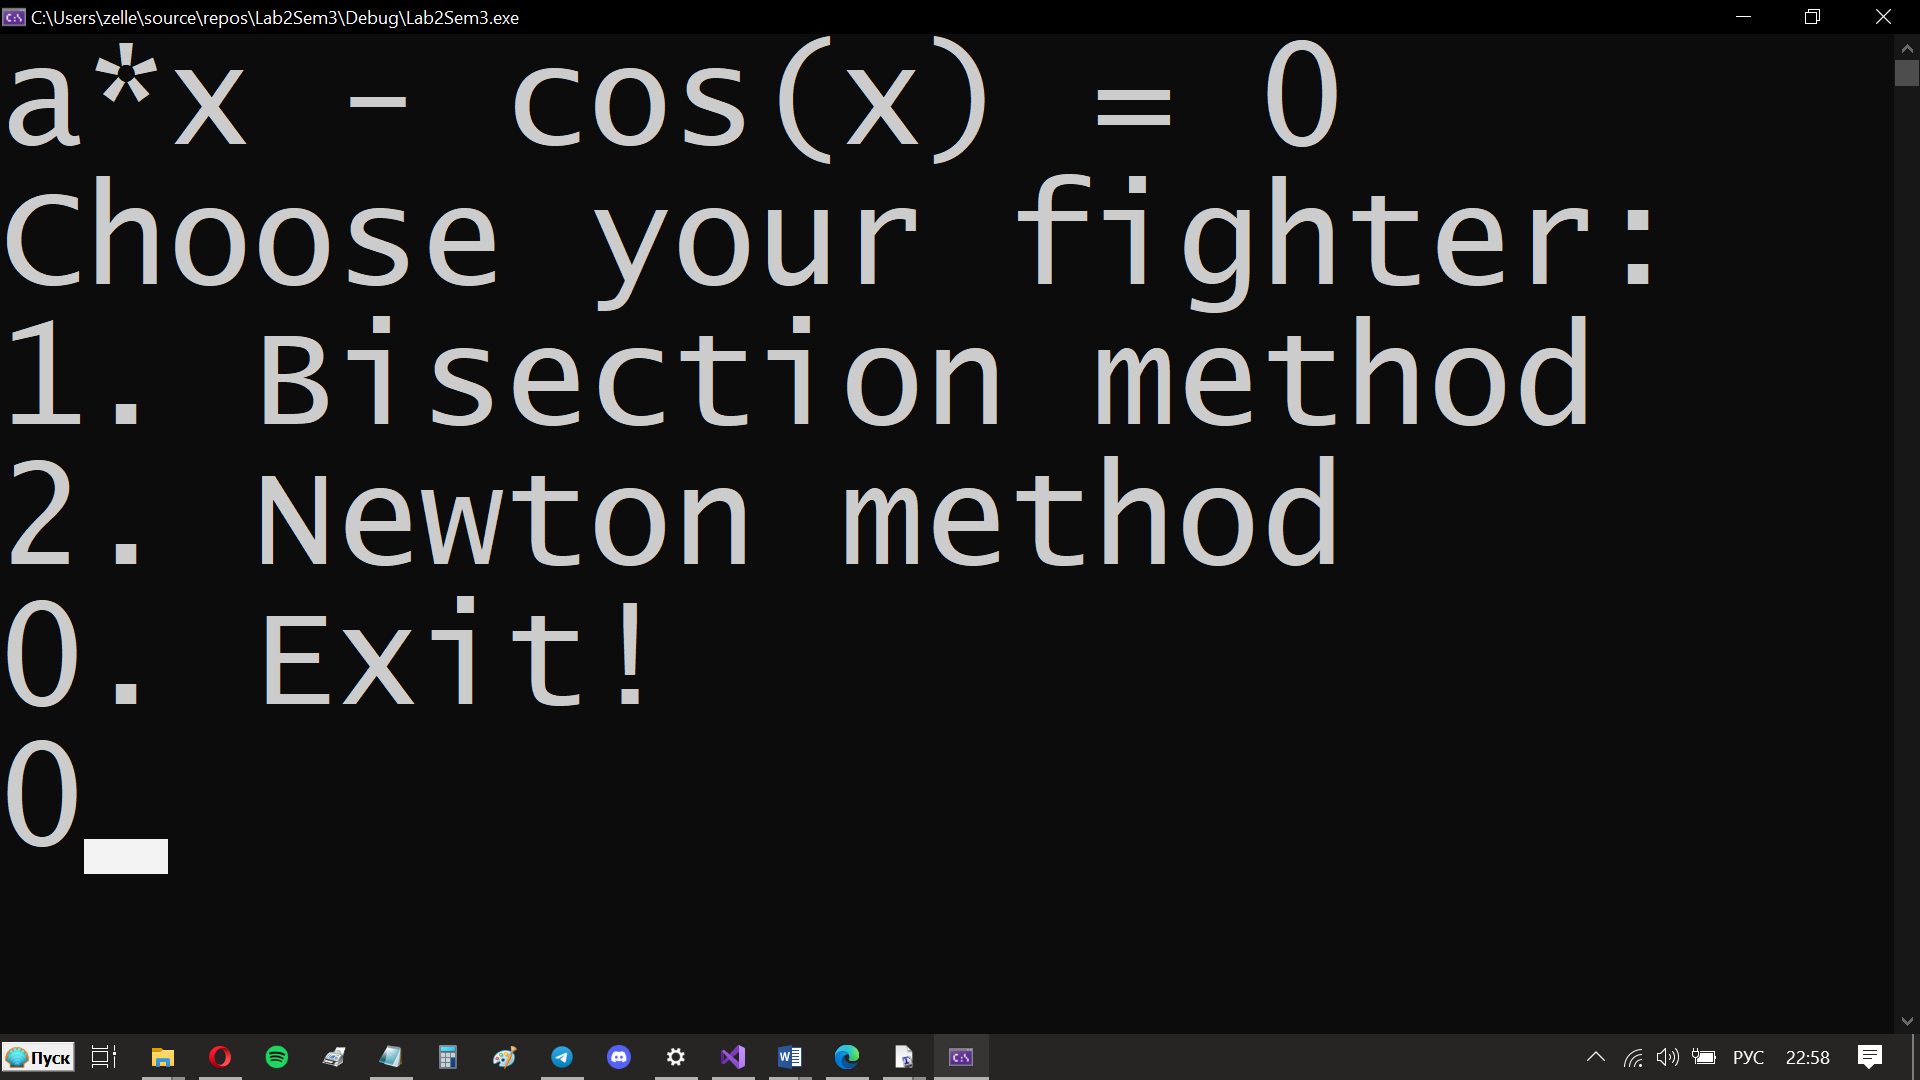 C:\Users\zelle\source\repos\Lab2Sem3\Debug\Lab2Sem3.exe
a*x - cos(x) = 0
Choose your fighter:
1. Bisection method
2. Newton method
0. Exit!
0
Пуск
РУС
22:58